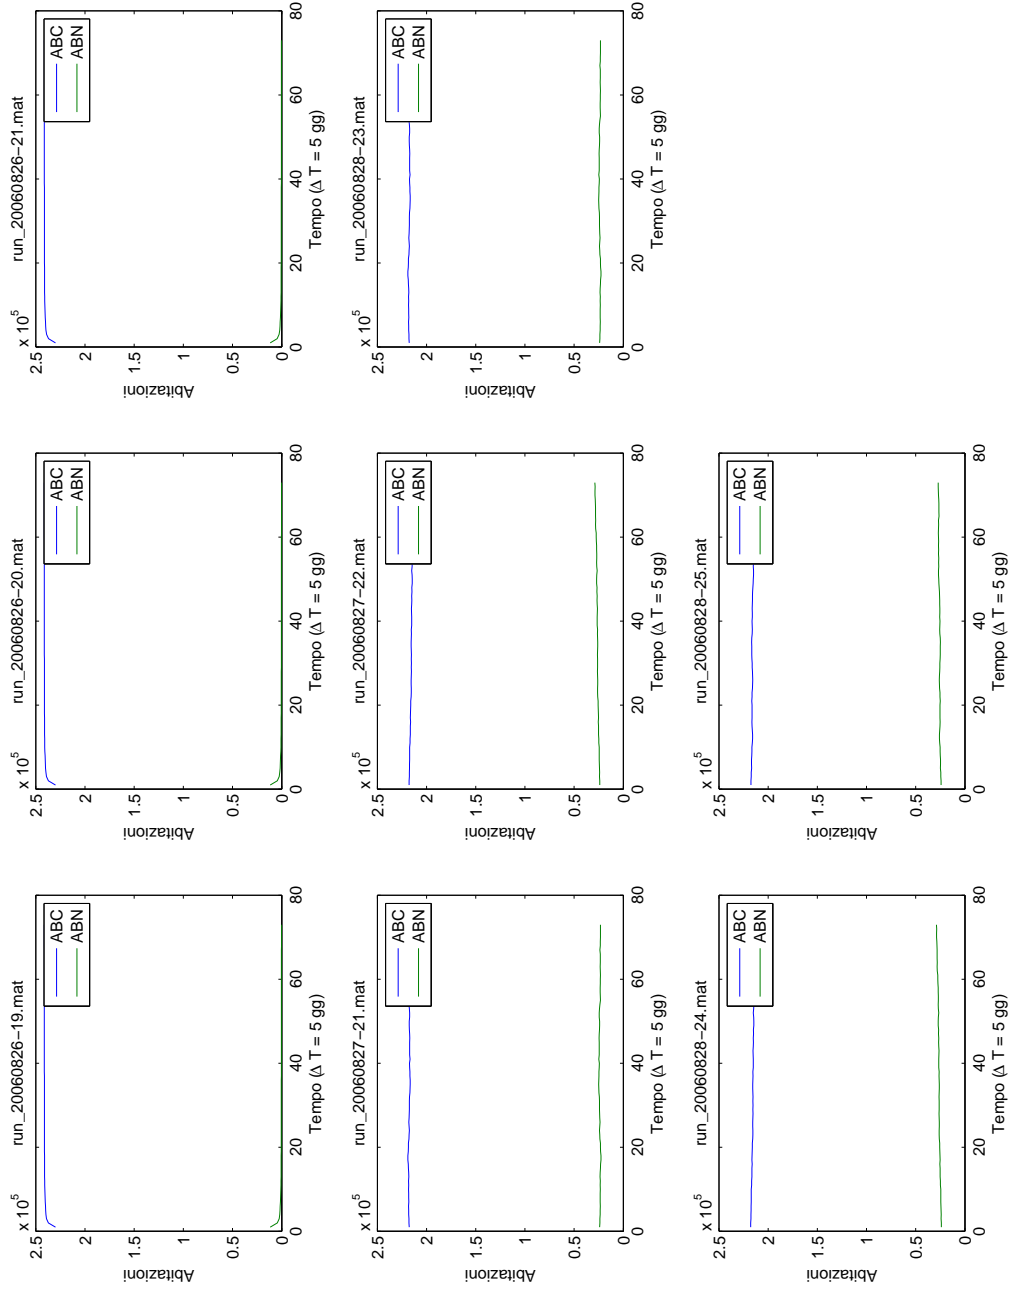 x 10^5
run_20060826−19.mat
2.5
2
1.5
1
0.5
0
Abitazioni
ABC
ABN
0 20 40 60 80
Tempo (Δ T = 5 gg)
x 10^5
run_20060826−20.mat
2.5
2
1.5
1
0.5
0
Abitazioni
ABC
ABN
0 20 40 60 80
Tempo (Δ T = 5 gg)
x 10^5
run_20060826−21.mat
2.5
2
1.5
1
0.5
0
Abitazioni
ABC
ABN
0 20 40 60 80
Tempo (Δ T = 5 gg)
x 10^5
run_20060827−21.mat
2.5
2
1.5
1
0.5
0
Abitazioni
ABC
ABN
0 20 40 60 80
Tempo (Δ T = 5 gg)
x 10^5
run_20060827−22.mat
2.5
2
1.5
1
0.5
0
Abitazioni
ABC
ABN
0 20 40 60 80
Tempo (Δ T = 5 gg)
x 10^5
run_20060828−23.mat
2.5
2
1.5
1
0.5
0
Abitazioni
ABC
ABN
0 20 40 60 80
Tempo (Δ T = 5 gg)
x 10^5
run_20060828−24.mat
2.5
2
1.5
1
0.5
0
Abitazioni
ABC
ABN
0 20 40 60 80
Tempo (Δ T = 5 gg)
x 10^5
run_20060828−25.mat
2.5
2
1.5
1
0.5
0
Abitazioni
ABC
ABN
0 20 40 60 80
Tempo (Δ T = 5 gg)